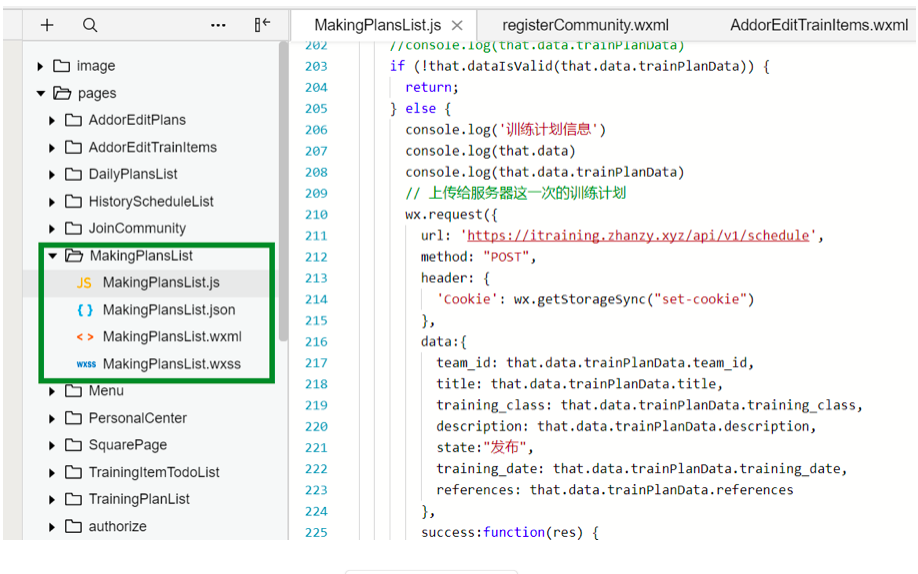 MakingPlansList.js
registerCommunity.wxml
AddorEditTrainItems.wxml
image
pages
AddorEditPlans
AddorEditTrainItems
DailyPlansList
HistoryScheduleList
JoinCommunity
MakingPlansList
JS MakingPlansList.js
{ } MakingPlansList.json
< > MakingPlansList.wxml
wxss MakingPlansList.wxss
Menu
PersonalCenter
SquarePage
TrainingItemTodoList
TrainingPlanList
authorize
202 //console.log(that.data.trainPlanData)
203 if (!that.dataIsValid(that.data.trainPlanData)) {
204 return;
205 } else {
206 console.log('训练计划信息')
207 console.log(that.data)
208 console.log(that.data.trainPlanData)
209 // 上传给服务器这一次的训练计划
210 wx.request({
211 url: 'https://itraining.zhanzy.xyz/api/v1/schedule',
212 method: "POST",
213 header: {
214 'Cookie': wx.getStorageSync("set-cookie")
215 },
216 data:{
217 team_id: that.data.trainPlanData.team_id,
218 title: that.data.trainPlanData.title,
219 training_class: that.data.trainPlanData.training_class,
220 description: that.data.trainPlanData.description,
221 state:"发布",
222 training_date: that.data.trainPlanData.training_date,
223 references: that.data.trainPlanData.references
224 },
225 success:function(res) {